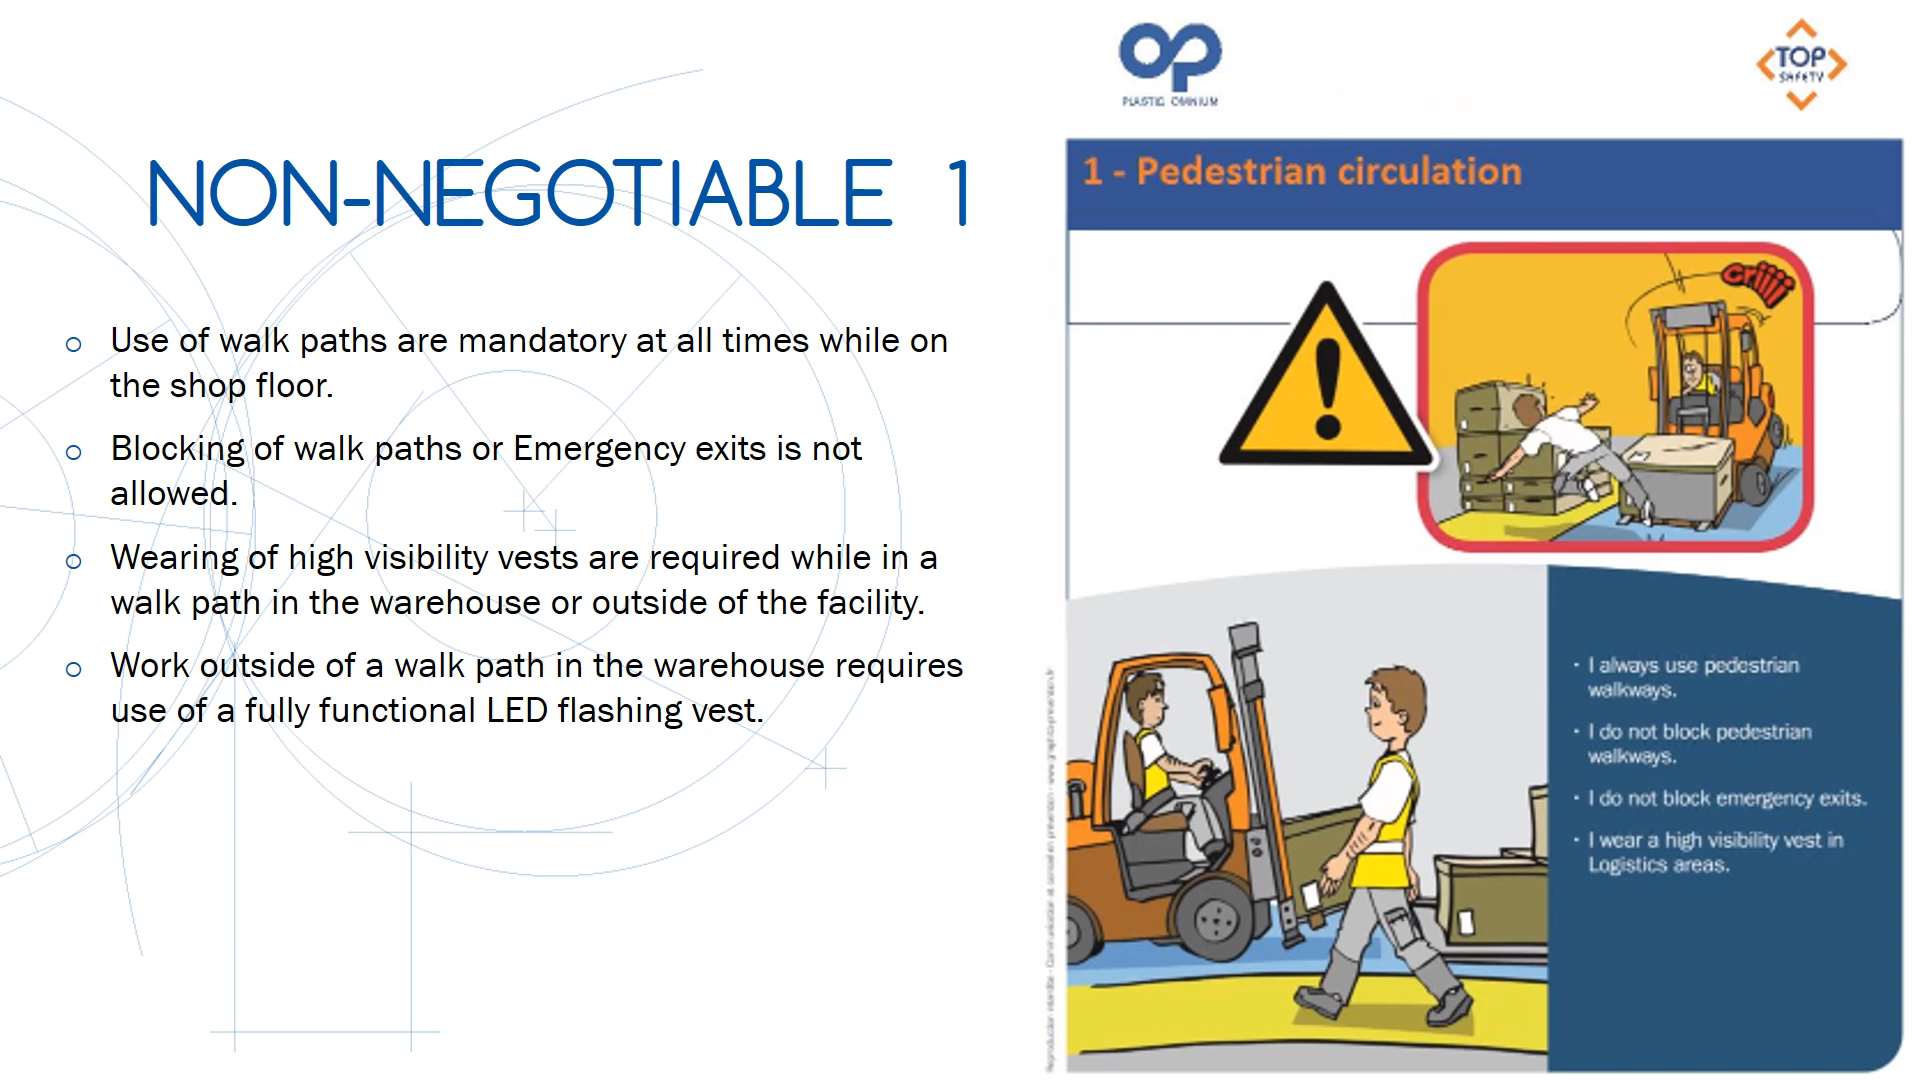 NON-NEGOTIABLE 1
Use of walk paths are mandatory at all times while on
the shop floor.
Blocking of walk paths or Emergency exits is not
allowed.
Wearing of high visibility vests are required while in a
walk path in the warehouse or outside of the facility.
Work outside of a walk path in the warehouse requires
use of a fully functional LED flashing vest.
OP
PLASTIC OMNIUM
TOP
SAFETY
1 - Pedestrian circulation
criiii
• I always use pedestrian
walkways.
• I do not block pedestrian
walkways.
• I do not block emergency exits.
• I wear a high visibility vest in
Logistics areas.